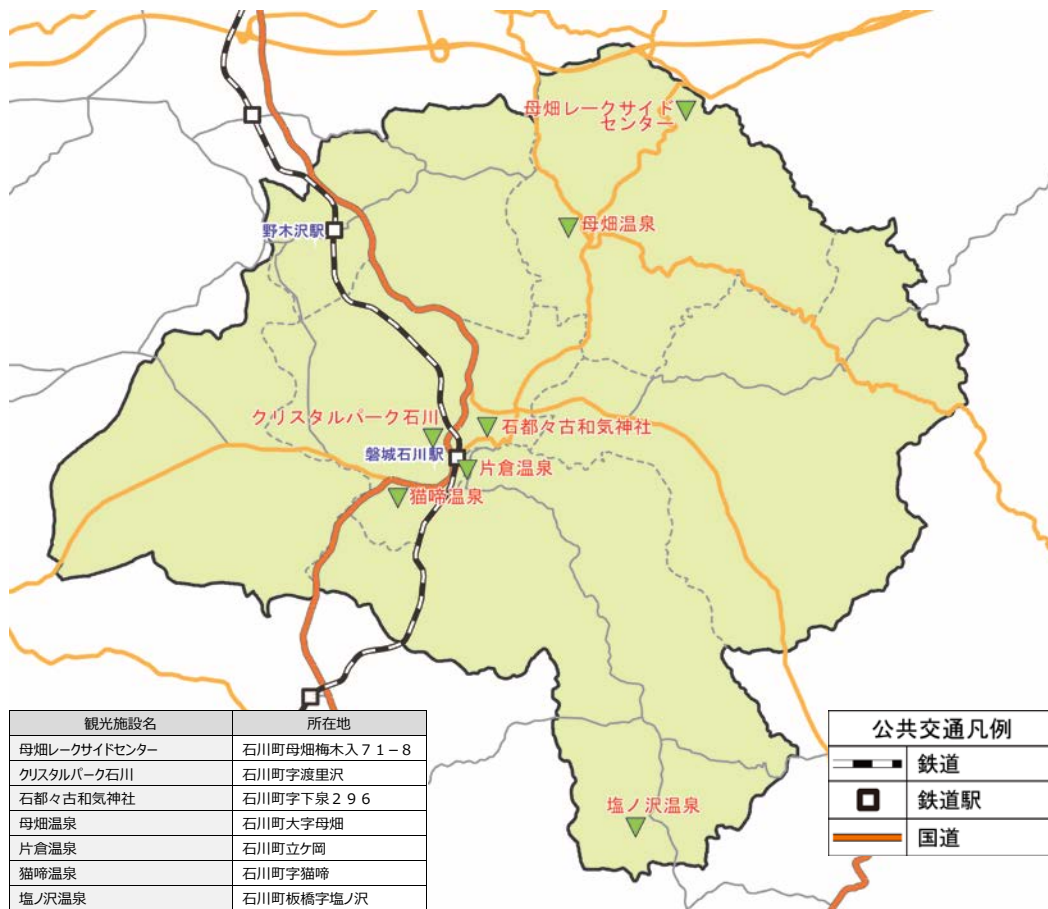 母畑レークサイド
センター
母畑温泉
野木沢駅
クリスタルパーク石川
石都々古和気神社
磐城石川駅
片倉温泉
猫啼温泉
塩ノ沢温泉
観光施設名 所在地
母畑レークサイドセンター 石川町母畑梅木入71-8
クリスタルパーク石川 石川町字渡里沢
石都々古和気神社 石川町字下泉296
母畑温泉 石川町大字母畑
片倉温泉 石川町立ケ岡
猫啼温泉 石川町字猫啼
塩ノ沢温泉 石川町板橋字塩ノ沢
公共交通凡例
鉄道
鉄道駅
国道